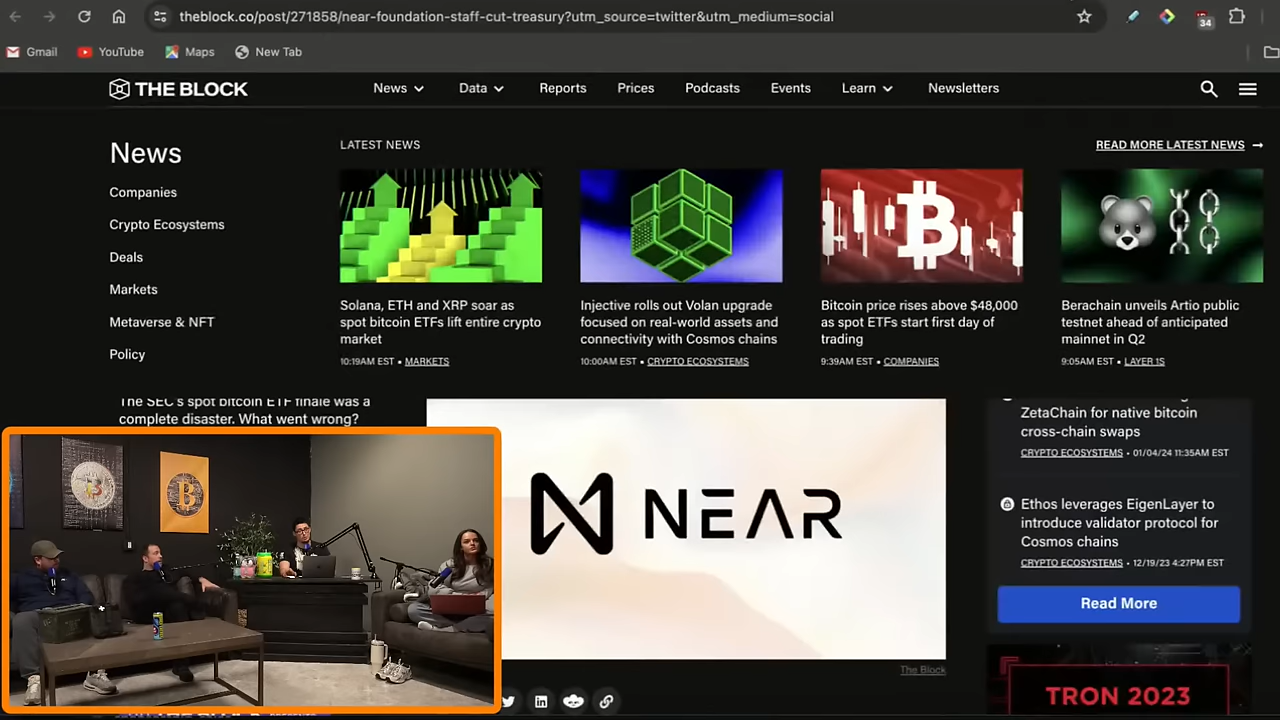 theblock.co/post/271858/near-foundation-staff-cut-treasury?utm_source=twitter&utm_medium=social
34
Gmail
YouTube
Maps
New Tab
THE BLOCK
News
Data
Reports
Prices
Podcasts
Events
Learn
Newsletters
News
Companies
Crypto Ecosystems
Deals
Markets
Metaverse & NFT
Policy
LATEST NEWS
READ MORE LATEST NEWS →
Solana, ETH and XRP soar as
spot bitcoin ETFs lift entire crypto
market
10:19AM EST • MARKETS
Injective rolls out Volan upgrade
focused on real-world assets and
connectivity with Cosmos chains
10:00AM EST • CRYPTO ECOSYSTEMS
Bitcoin price rises above $48,000
as spot ETFs start first day of
trading
9:39AM EST • COMPANIES
Berachain unveils Artio public
testnet ahead of anticipated
mainnet in Q2
9:05AM EST • LAYER 1S
The SEC's spot bitcoin ETF finale was a
complete disaster. What went wrong?
NEAR
The Block
ZetaChain for native bitcoin
cross-chain swaps
CRYPTO ECOSYSTEMS • 01/04/24 11:35AM EST
Ethos leverages EigenLayer to
introduce validator protocol for
Cosmos chains
CRYPTO ECOSYSTEMS • 12/19/23 4:27PM EST
Read More
TRON 2023